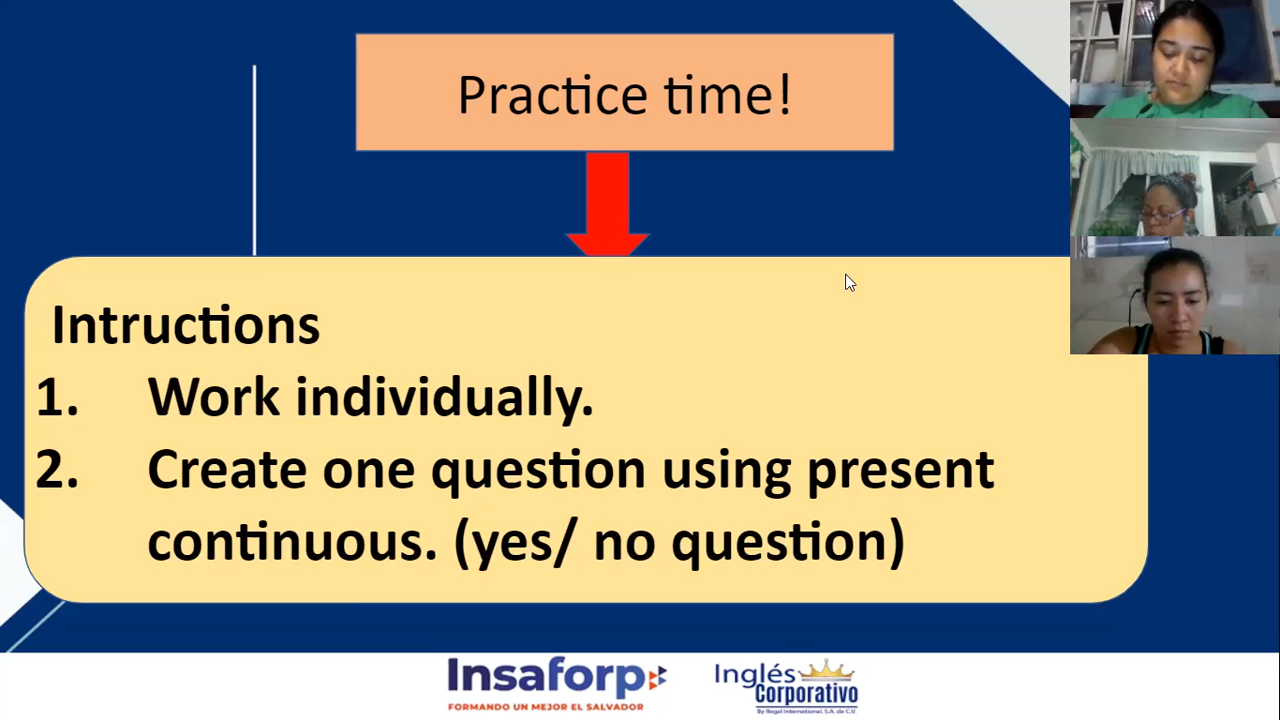 Practice time!
Intructions
1. Work individually.
2. Create one question using present
continuous. (yes/ no question)
Insaforp
FORMANDO UN MEJOR EL SALVADOR
Inglés
Corporativo
By Regal International, S.A. de C.V.